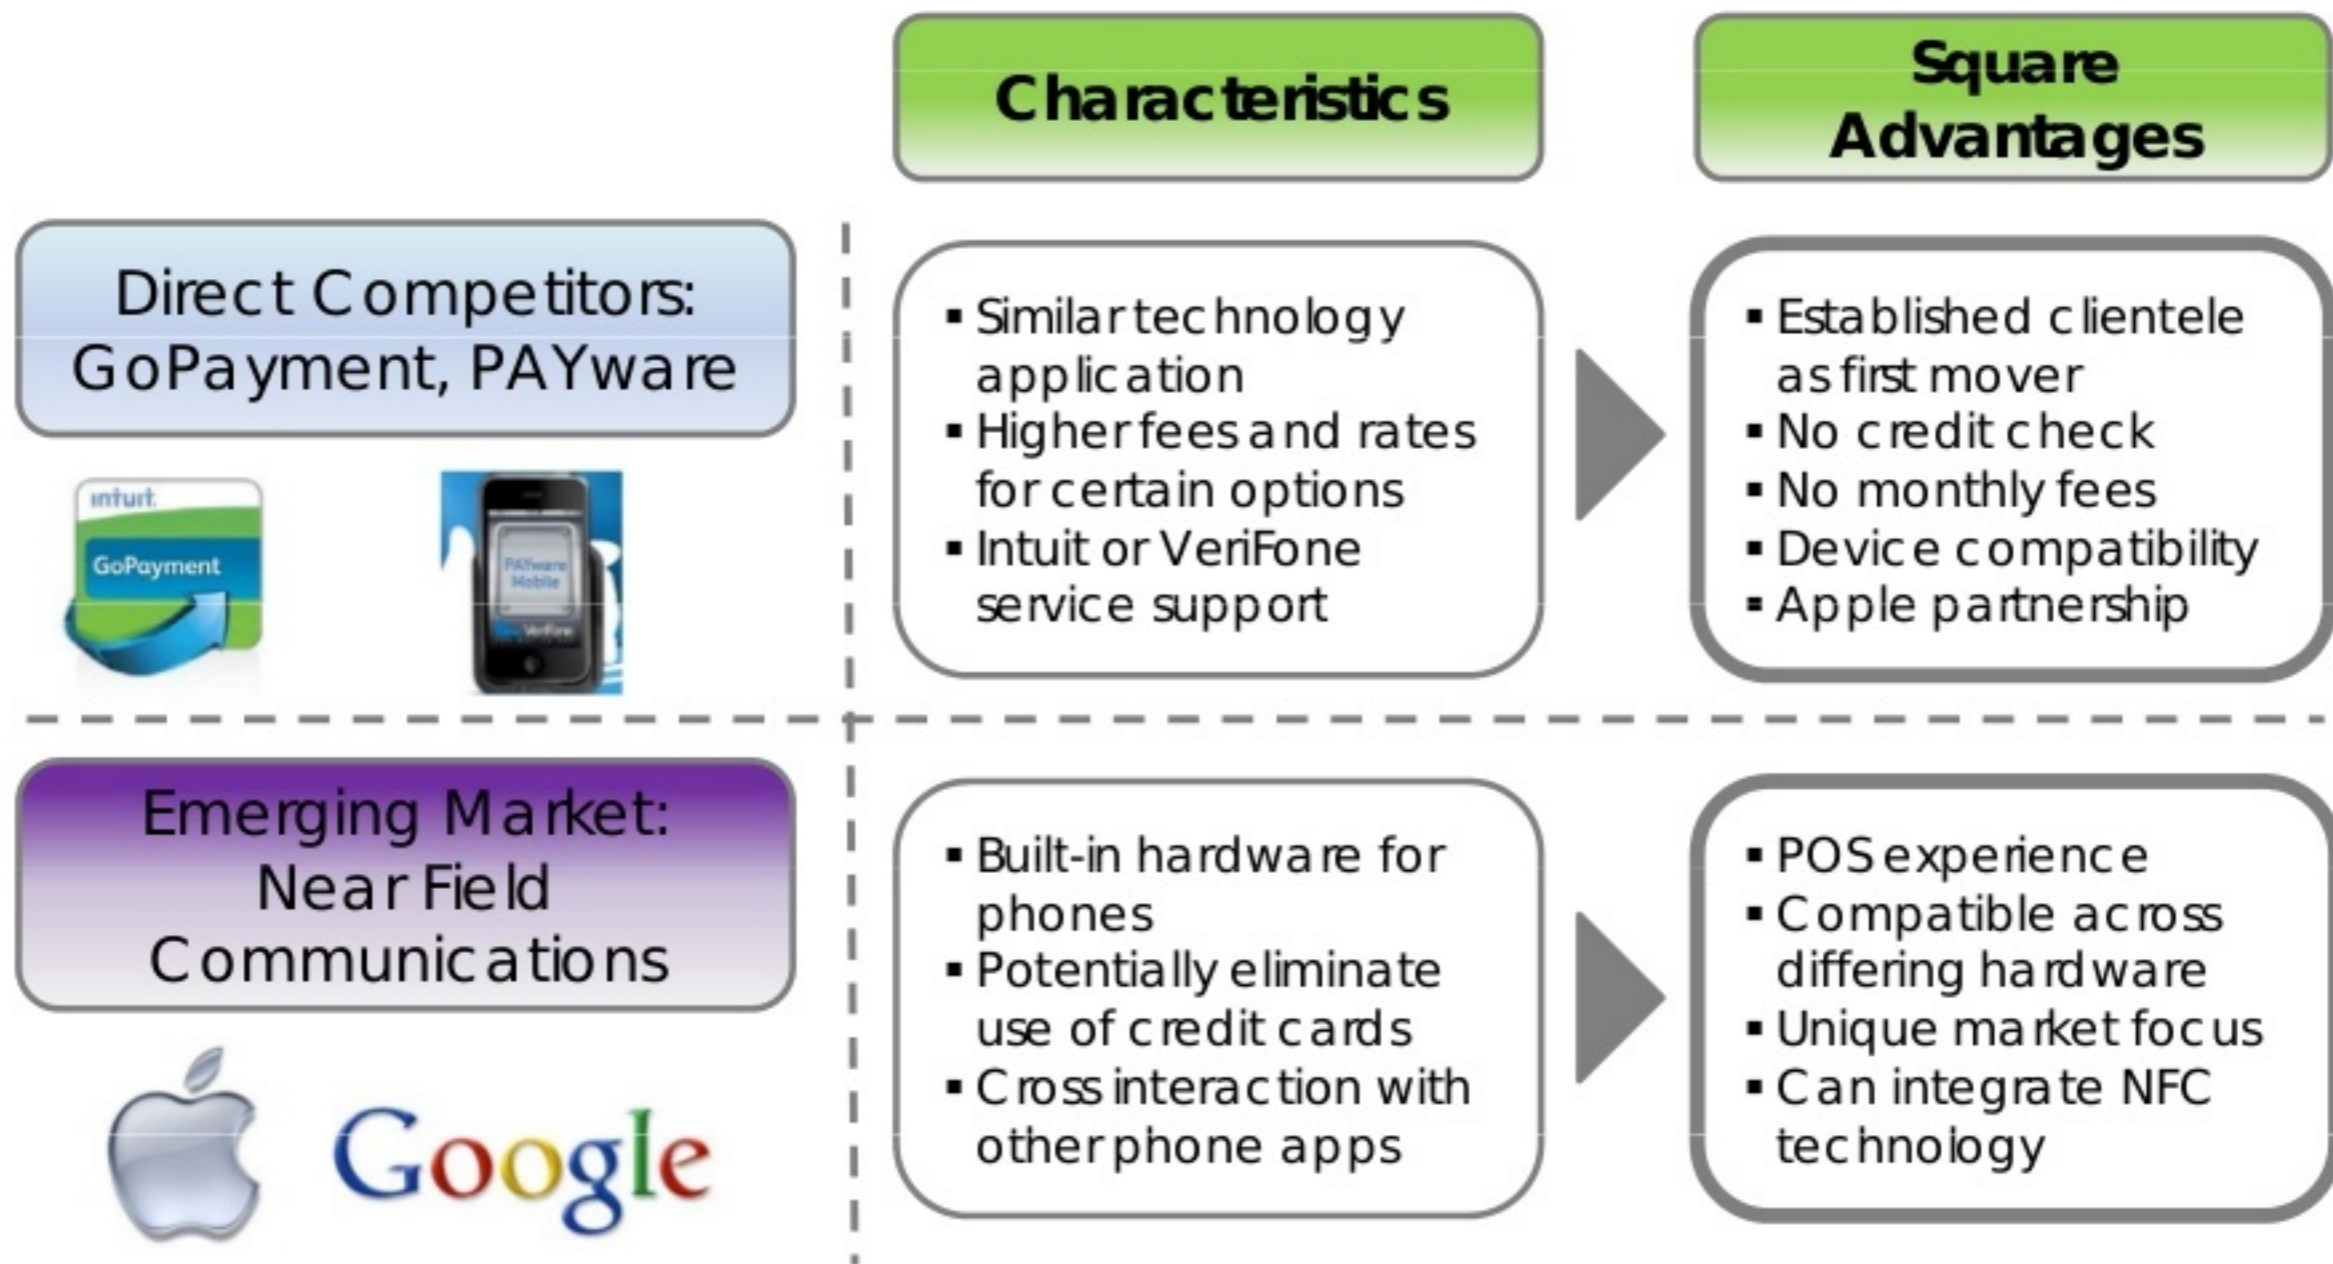 Characteristics
Square
Advantages
Direct Competitors:
GoPayment, PAYware
▪ Similar technology
application
▪ Higher fees and rates
for certain options
▪ Intuit or VeriFone
service support
▪ Established clientele
as first mover
▪ No credit check
▪ No monthly fees
▪ Device compatibility
▪ Apple partnership
intuit
GoPayment
PAYware
Mobile
VeriFone
Emerging Market:
Near Field
Communications
▪ Built-in hardware for
phones
▪ Potentially eliminate
use of credit cards
▪ Cross interaction with
other phone apps
▪ POS experience
▪ Compatible across
differing hardware
▪ Unique market focus
▪ Can integrate NFC
technology
Google